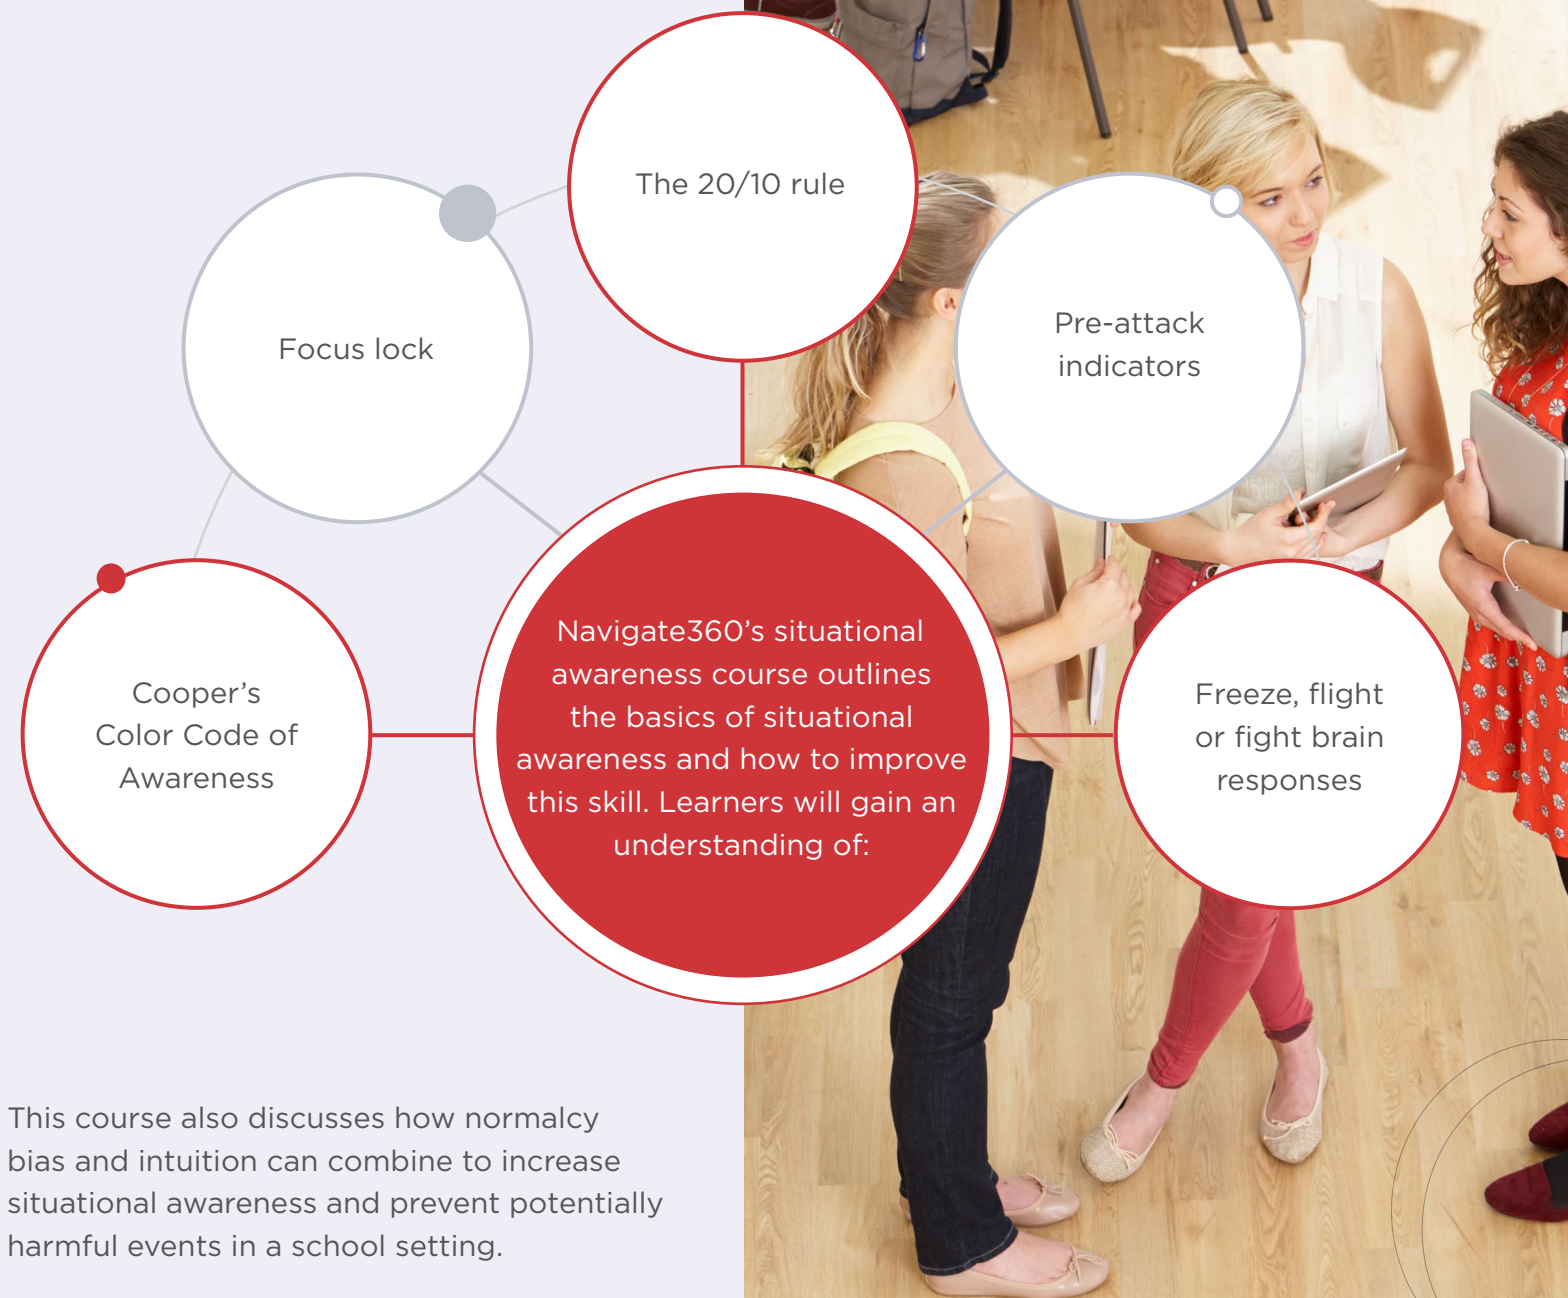 The 20/10 rule
Focus lock
Pre-attack
indicators
Cooper’s
Color Code of
Awareness
Navigate360’s situational
awareness course outlines
the basics of situational
awareness and how to improve
this skill. Learners will gain an
understanding of:
Freeze, flight
or fight brain
responses
This course also discusses how normalcy
bias and intuition can combine to increase
situational awareness and prevent potentially
harmful events in a school setting.